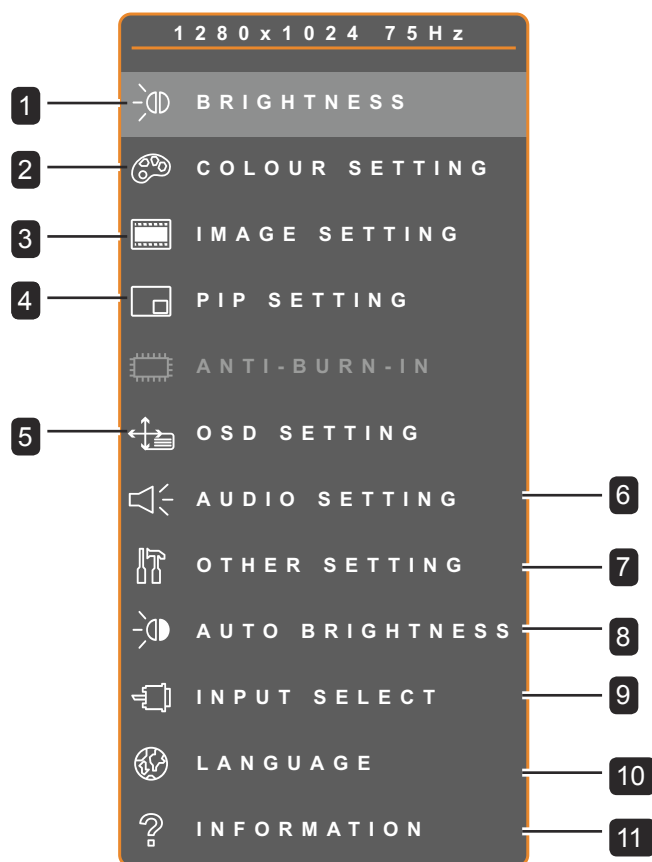 1280x1024 75Hz
1 BRIGHTNESS
2 COLOUR SETTING
3 IMAGE SETTING
4 PIP SETTING
ANTI-BURN-IN
5 OSD SETTING
AUDIO SETTING 6
OTHER SETTING 7
AUTO BRIGHTNESS 8
INPUT SELECT 9
LANGUAGE 10
? INFORMATION 11